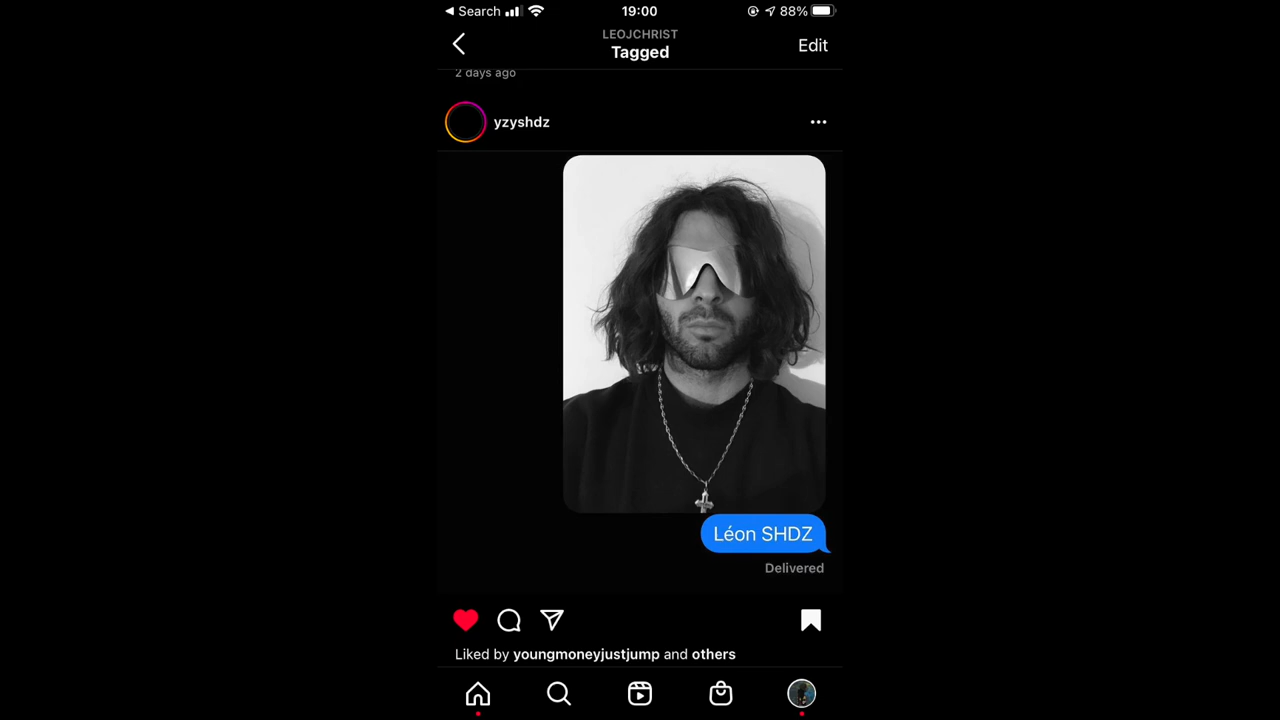 ◀ Search
19:00
88%
LEOJCHRIST
Tagged
Edit
2 days ago
yzyshdz
Léon SHDZ
Delivered
Liked by youngmoneyjustjump and others